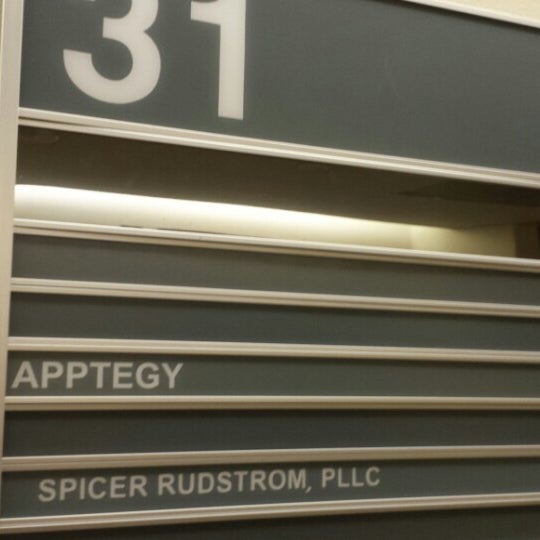 31
APPTEGY
SPICER RUDSTROM, PLLC